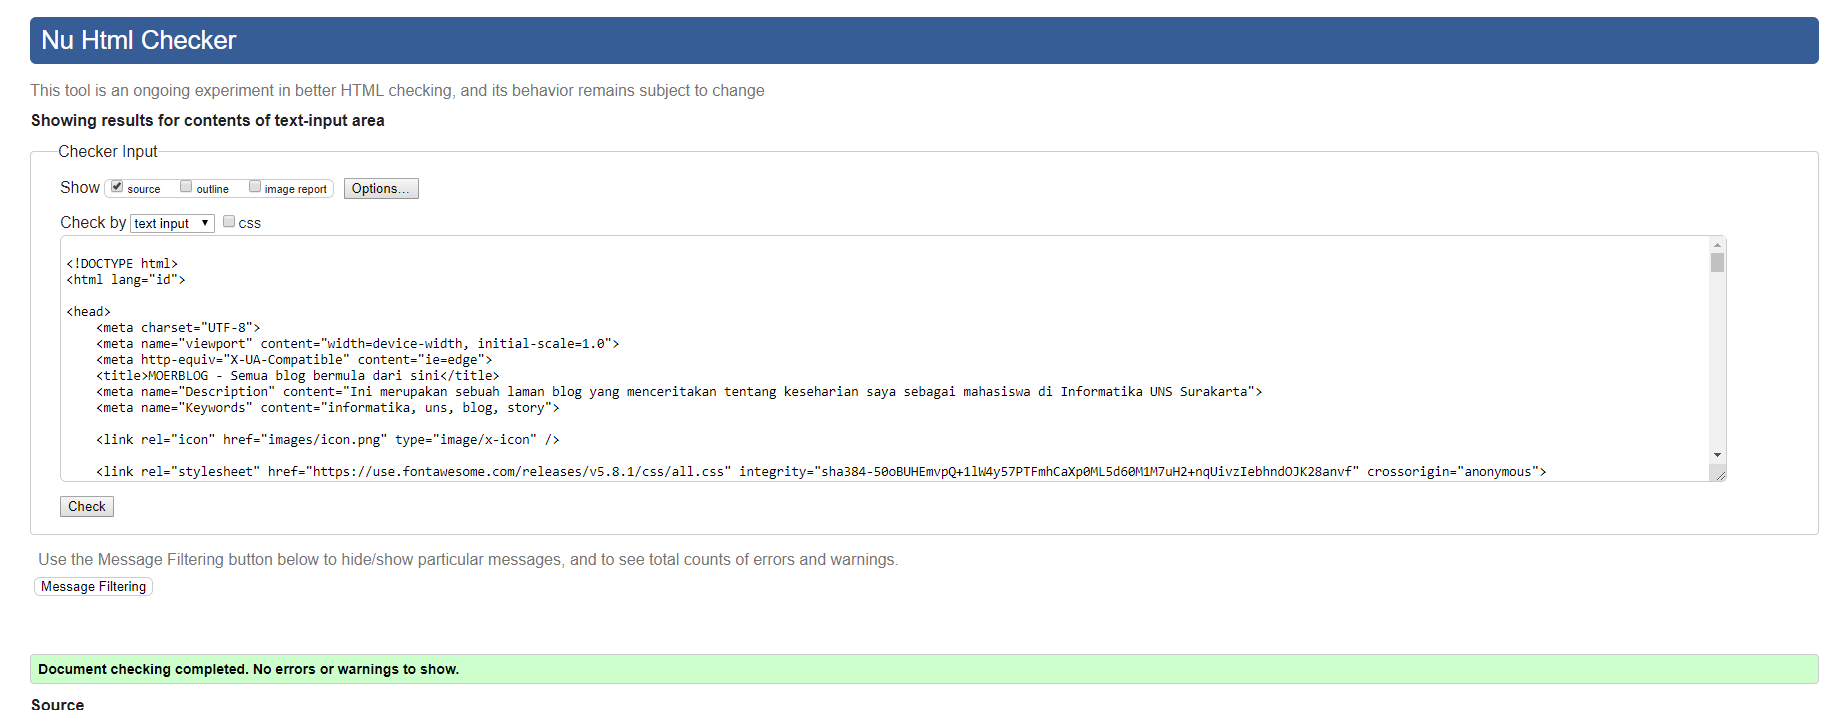 Nu Html Checker
This tool is an ongoing experiment in better HTML checking, and its behavior remains subject to change
Showing results for contents of text-input area
Checker Input
Show source outline image report Options...
Check by text input css
<!DOCTYPE html>
<html lang="id">
<head>
<meta charset="UTF-8">
<meta name="viewport" content="width=device-width, initial-scale=1.0">
<meta http-equiv="X-UA-Compatible" content="ie=edge">
<title>MOERBLOG - Semua blog bermula dari sini</title>
<meta name="Description" content="Ini merupakan sebuah laman blog yang menceritakan tentang keseharian saya sebagai mahasiswa di Informatika UNS Surakarta">
<meta name="Keywords" content="informatika, uns, blog, story">
<link rel="icon" href="images/icon.png" type="image/x-icon" />
<link rel="stylesheet" href="https://use.fontawesome.com/releases/v5.8.1/css/all.css" integrity="sha384-50oBUHEmvpQ+1lW4y57PTFmhCaXp0ML5d60M1M7uH2+nqUivzIebhndOJK28anvf" crossorigin="anonymous">
Check
Use the Message Filtering button below to hide/show particular messages, and to see total counts of errors and warnings.
Message Filtering
Document checking completed. No errors or warnings to show.
Source